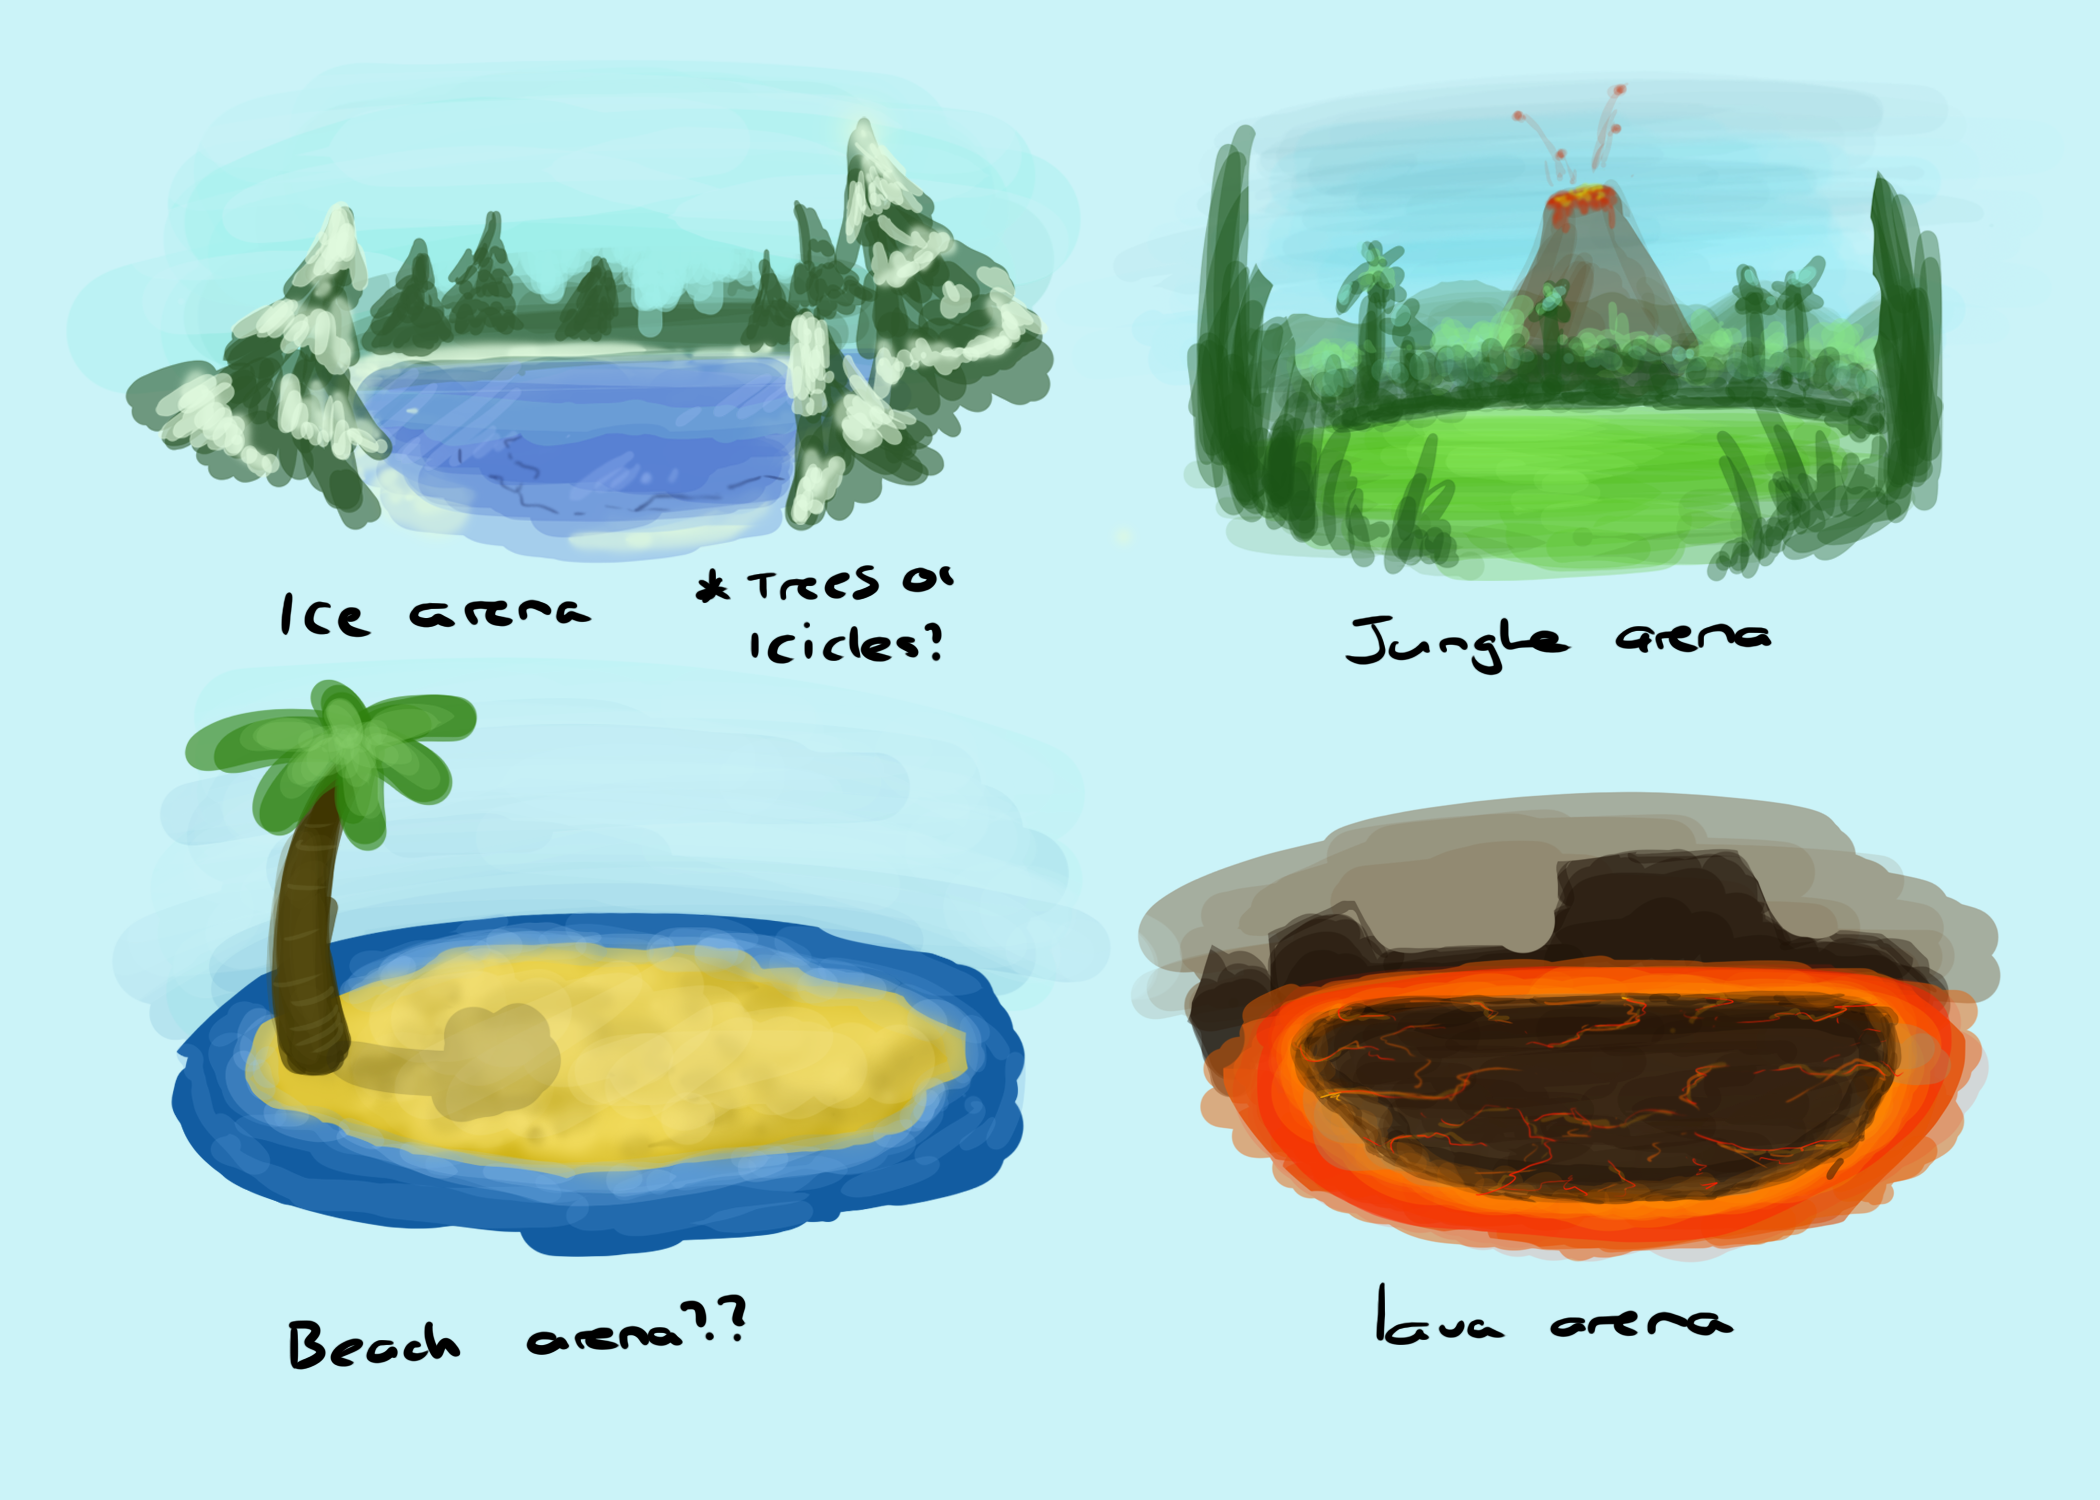 Ice arena
* Trees or
Icicles?
Jungle arena
Beach arena??
lava arena